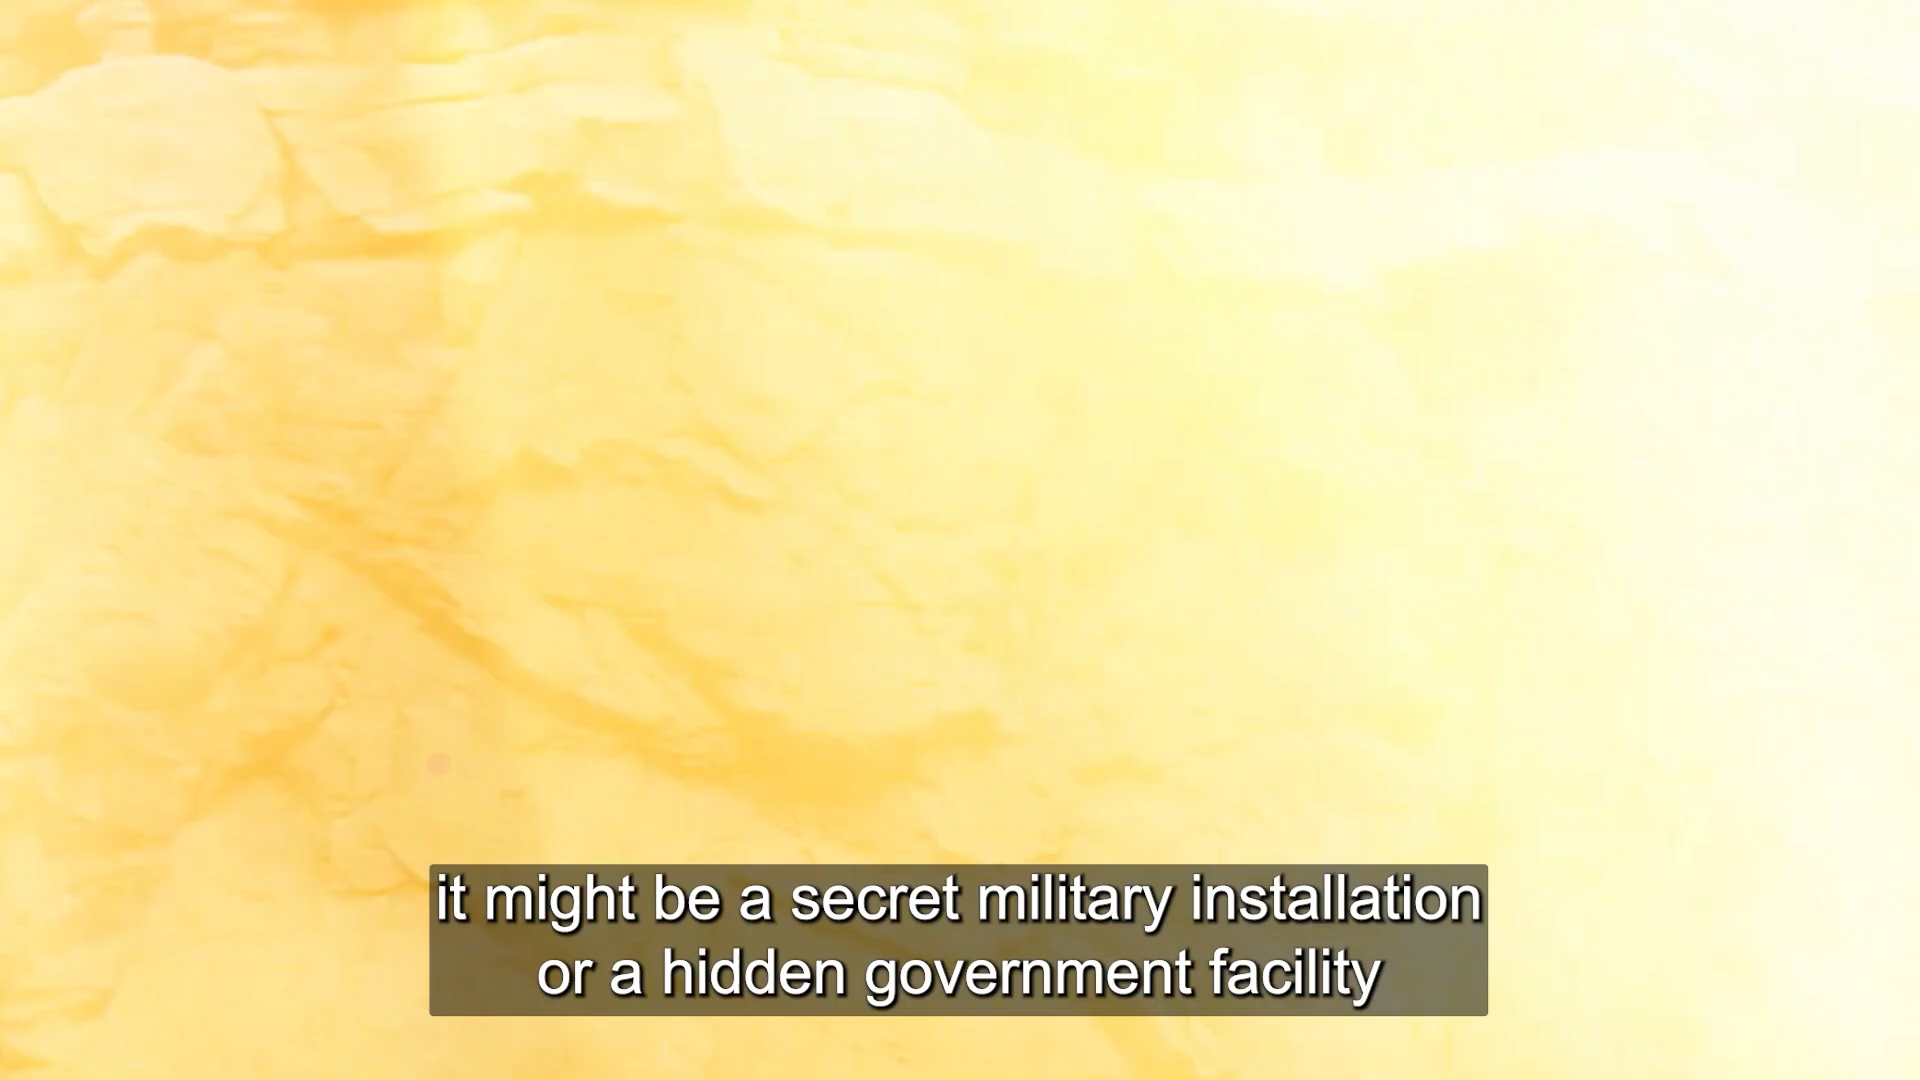 it might be a secret military installation
or a hidden government facility